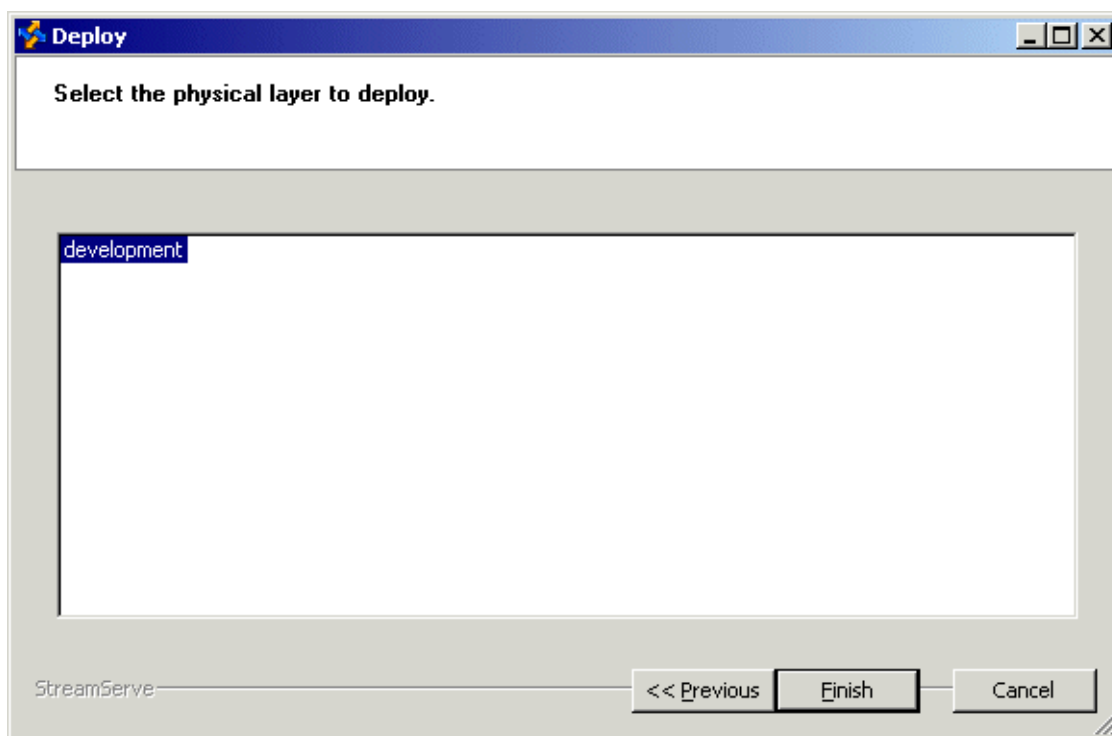 Deploy
Select the physical layer to deploy.
development
StreamServe
<< Previous Finish Cancel